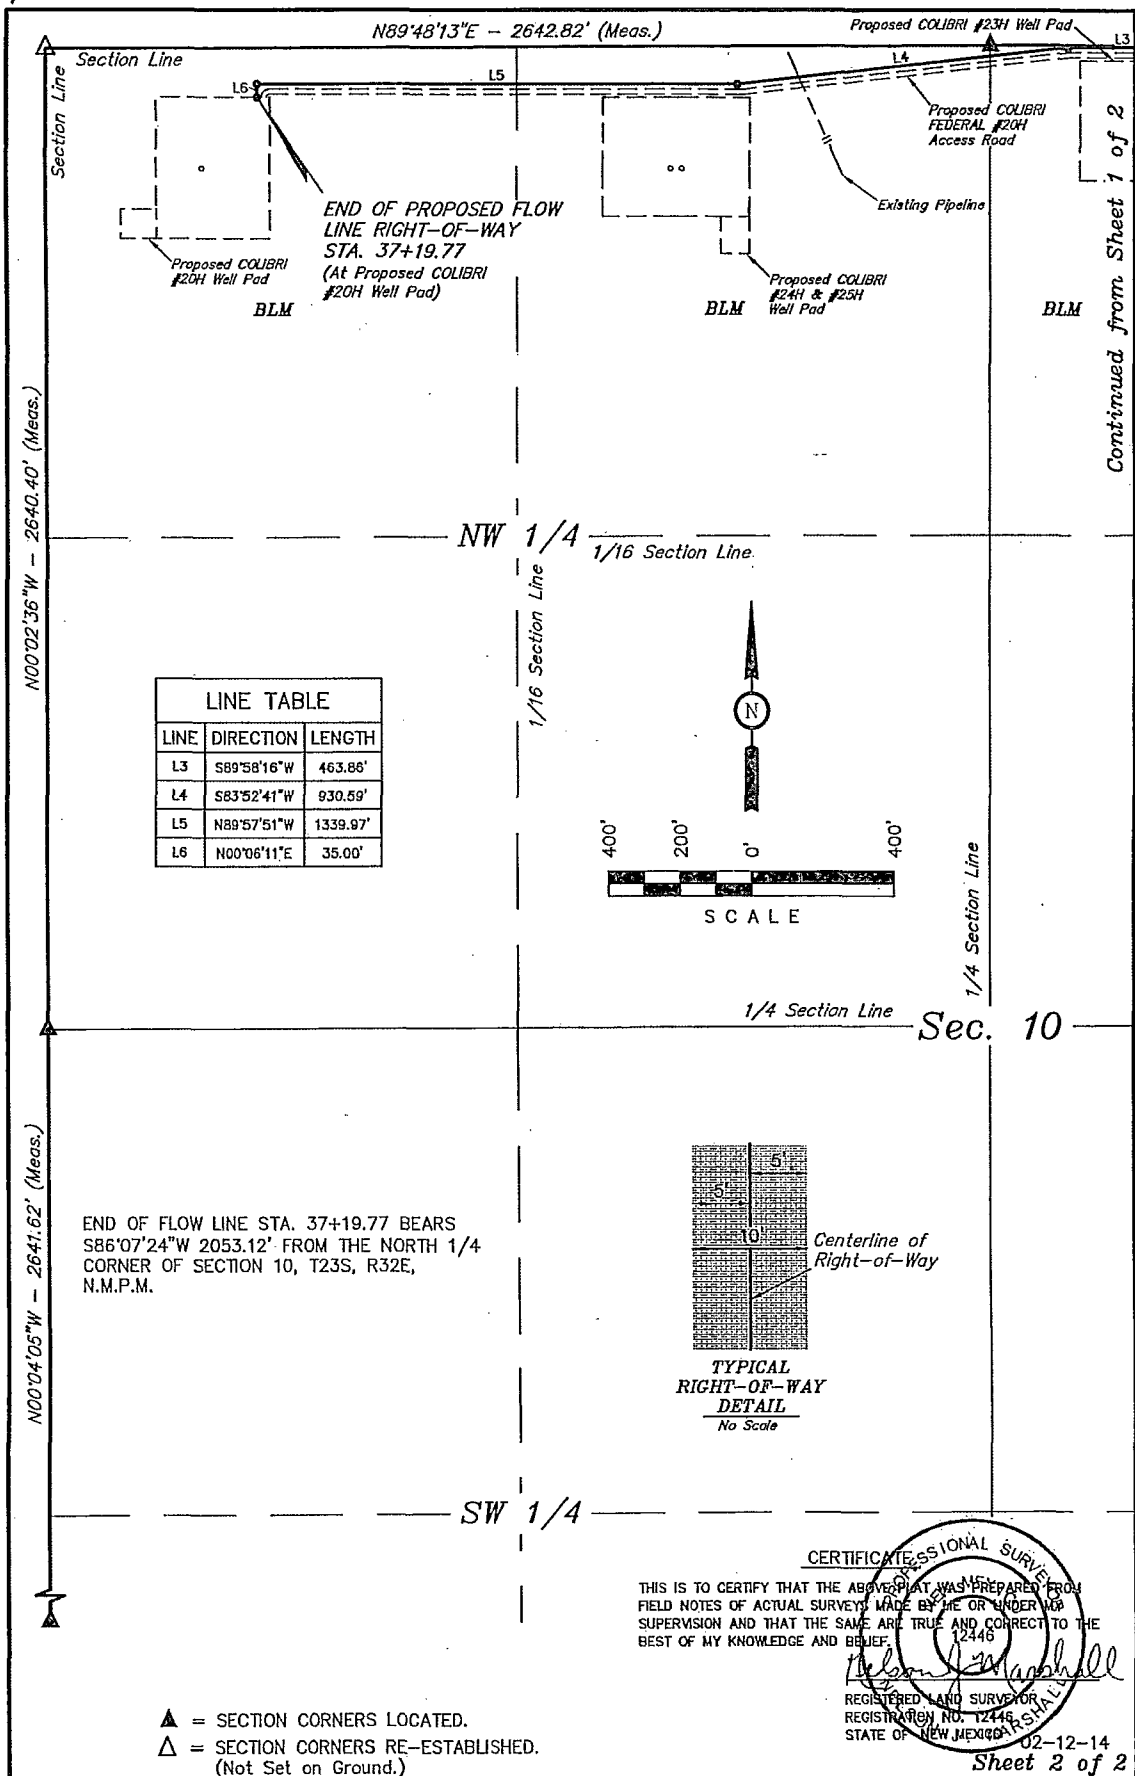 N89°48'13"E - 2642.82' (Meas.)
Proposed COLIBRI #23H Well Pad
L3
Section Line
Section Line
L6
L5
L4
Proposed COLIBRI
FEDERAL #20H
Access Road
Existing Pipeline
Continued from Sheet 1 of 2
END OF PROPOSED FLOW
LINE RIGHT-OF-WAY
STA. 37+19.77
(At Proposed COLIBRI
#20H Well Pad)
Proposed COLIBRI
#20H Well Pad
Proposed COLIBRI
#24H & #25H
Well Pad
BLM
BLM
BLM
N00°02'36"W - 2640.40' (Meas.)
NW 1/4
1/16 Section Line
1/16 Section Line
LINE TABLE
LINE DIRECTION LENGTH
L3 S89°58'16"W 463.86'
L4 S83°52'41"W 930.59'
L5 N89°57'51"W 1339.97'
L6 N00°06'11"E 35.00'
N
400' 200' 0' 400'
SCALE
1/4 Section Line
1/4 Section Line
Sec. 10
N00°04'05"W - 2641.62' (Meas.)
END OF FLOW LINE STA. 37+19.77 BEARS
S86°07'24"W 2053.12' FROM THE NORTH 1/4
CORNER OF SECTION 10, T23S, R32E,
N.M.P.M.
5'
5'
10'
Centerline of
Right-of-Way
TYPICAL
RIGHT-OF-WAY
DETAIL
No Scale
SW 1/4
CERTIFICATE
THIS IS TO CERTIFY THAT THE ABOVE PLAT WAS PREPARED FROM
FIELD NOTES OF ACTUAL SURVEYS MADE BY ME OR UNDER MY
SUPERVISION AND THAT THE SAME ARE TRUE AND CORRECT TO THE
BEST OF MY KNOWLEDGE AND BELIEF.
PROFESSIONAL SURVEYOR
NEW MEXICO
12446
J. MARSHALL
REGISTERED LAND SURVEYOR
REGISTRATION NO. 12446
STATE OF NEW MEXICO
02-12-14
Sheet 2 of 2
= SECTION CORNERS LOCATED.
= SECTION CORNERS RE-ESTABLISHED.
(Not Set on Ground.)